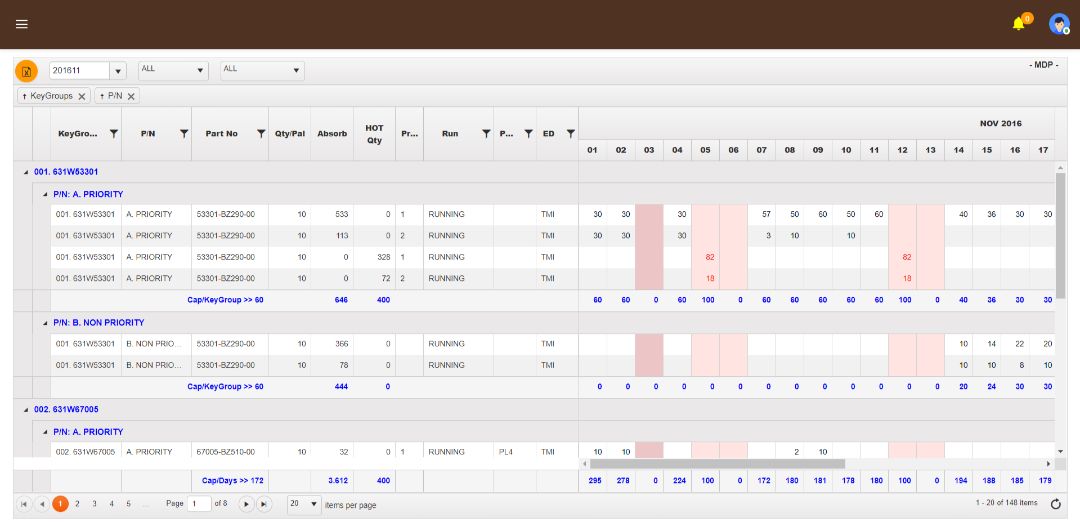 0
201611 ALL ALL - MDP -
↑ KeyGroups ✕ ↑ P/N ✕
KeyGro... P/N Part No Qty/Pal Absorb HOT Qty Pr... Run P... ED NOV 2016
01 02 03 04 05 06 07 08 09 10 11 12 13 14 15 16 17
001. 631W53301
P/N: A. PRIORITY
001. 631W53301 A. PRIORITY 53301-BZ290-00 10 533 0 1 RUNNING TMI 30 30 30 57 50 60 50 60 40 36 30 30
001. 631W53301 A. PRIORITY 53301-BZ290-00 10 113 0 2 RUNNING TMI 30 30 30 3 10 10
001. 631W53301 A. PRIORITY 53301-BZ290-00 10 0 328 1 RUNNING TMI 82 82
001. 631W53301 A. PRIORITY 53301-BZ290-00 10 0 72 2 RUNNING TMI 18 18
Cap/KeyGroup >> 60 646 400 60 60 0 60 100 0 60 60 60 60 60 100 0 40 36 30 30
P/N: B. NON PRIORITY
001. 631W53301 B. NON PRIO... 53301-BZ290-00 10 366 0 RUNNING TMI 10 14 22 20
001. 631W53301 B. NON PRIO... 53301-BZ290-00 10 78 0 RUNNING TMI 10 10 8 10
Cap/KeyGroup >> 60 444 0 0 0 0 0 0 0 0 0 0 0 0 0 0 20 24 30 30
002. 631W67005
P/N: A. PRIORITY
002. 631W67005 A. PRIORITY 67005-BZ510-00 10 32 0 1 RUNNING PL4 TMI 10 10 2 10
Cap/Days >> 172 3.612 400 295 278 0 224 100 0 172 180 181 178 180 100 0 194 188 185 179
1 2 3 4 5 ... Page 1 of 8 20 items per page 1 - 20 of 148 items